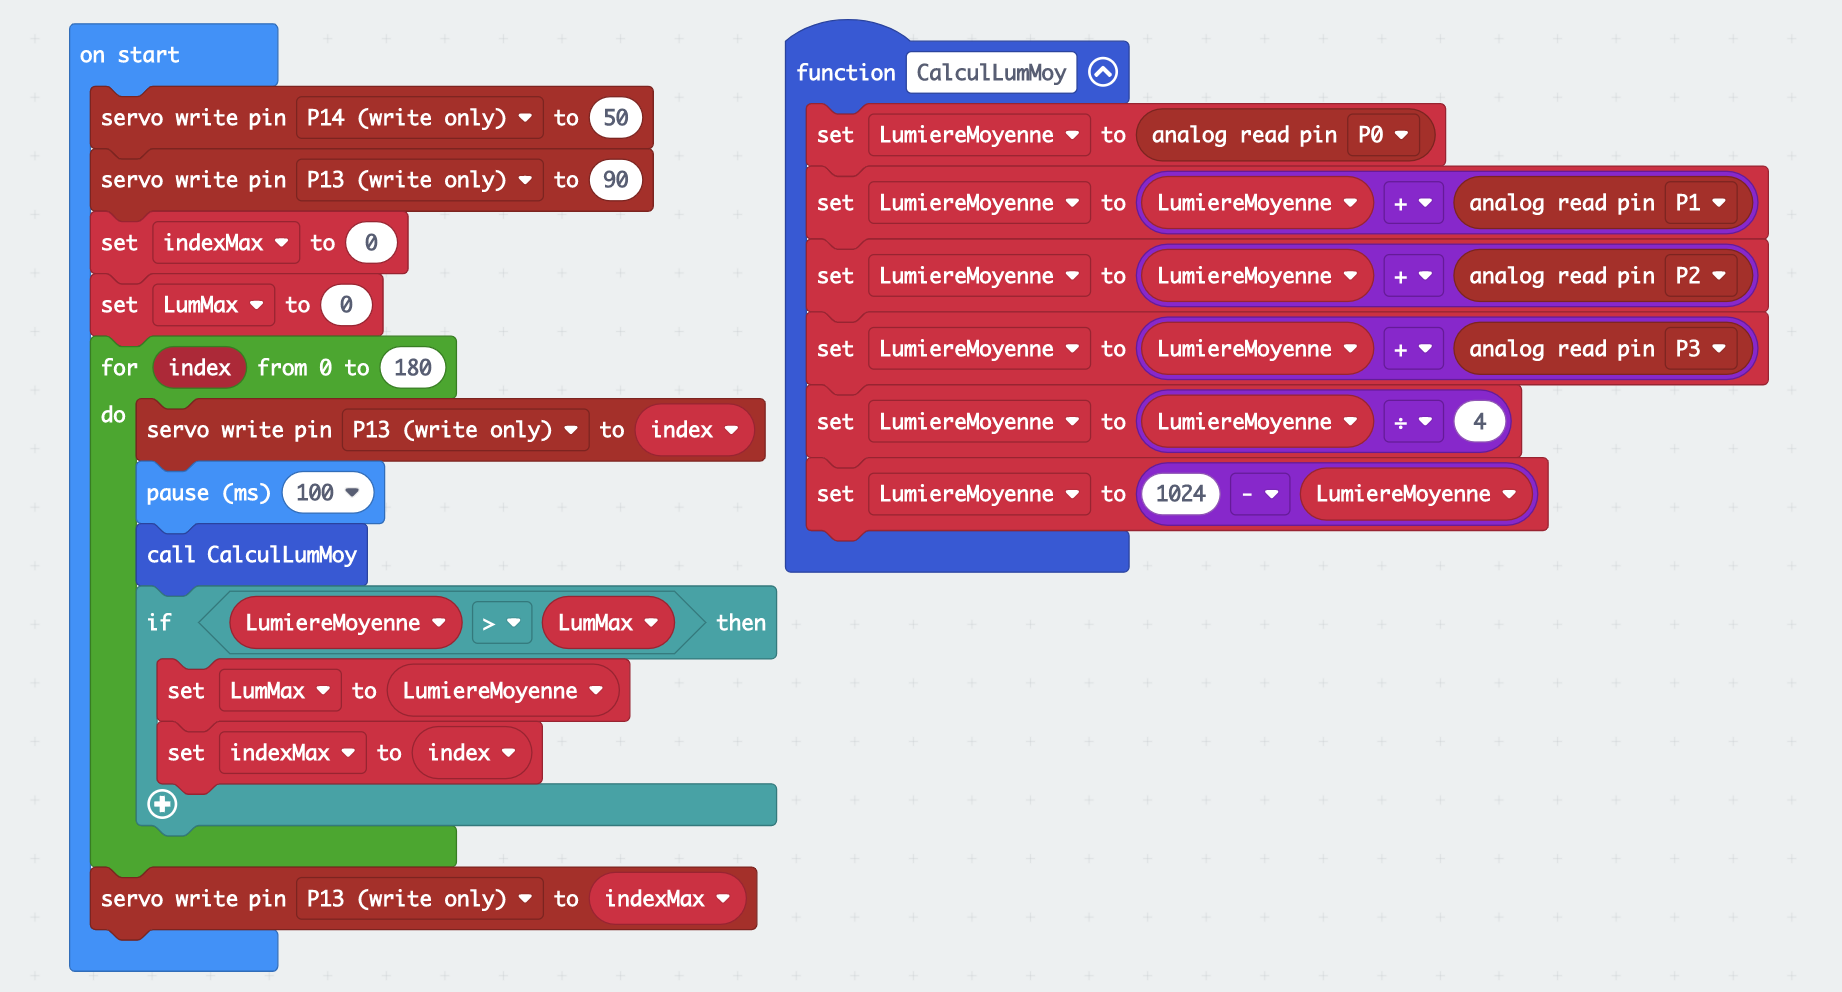 on start
servo write pin P14 (write only) to 50
servo write pin P13 (write only) to 90
set indexMax to 0
set LumMax to 0
for index from 0 to 180
do
servo write pin P13 (write only) to index
pause (ms) 100
call CalculLumMoy
if LumiereMoyenne > LumMax then
set LumMax to LumiereMoyenne
set indexMax to index
servo write pin P13 (write only) to indexMax
function CalculLumMoy
set LumiereMoyenne to analog read pin P0
set LumiereMoyenne to LumiereMoyenne + analog read pin P1
set LumiereMoyenne to LumiereMoyenne + analog read pin P2
set LumiereMoyenne to LumiereMoyenne + analog read pin P3
set LumiereMoyenne to LumiereMoyenne ÷ 4
set LumiereMoyenne to 1024 - LumiereMoyenne